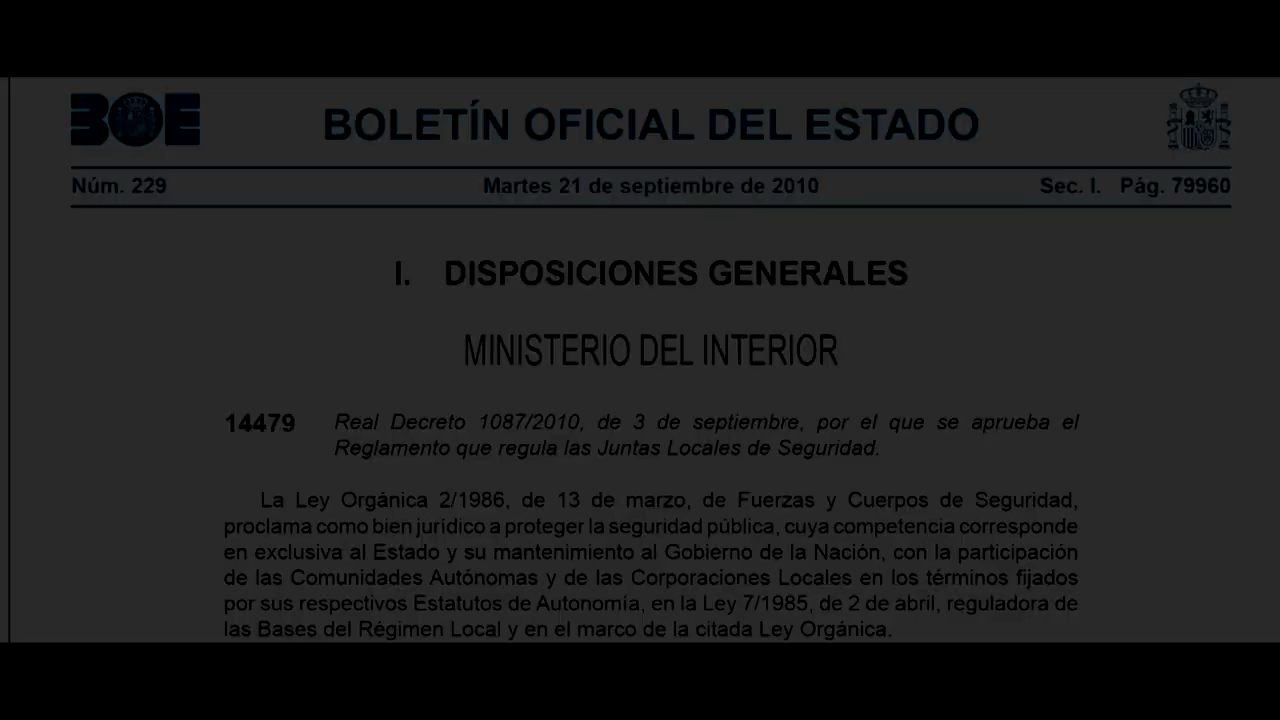 BOE
BOLETÍN OFICIAL DEL ESTADO
Núm. 229 Martes 21 de septiembre de 2010 Sec. I. Pág. 79960
I. DISPOSICIONES GENERALES
MINISTERIO DEL INTERIOR
14479 Real Decreto 1087/2010, de 3 de septiembre, por el que se aprueba el
Reglamento que regula las Juntas Locales de Seguridad.
La Ley Orgánica 2/1986, de 13 de marzo, de Fuerzas y Cuerpos de Seguridad,
proclama como bien jurídico a proteger la seguridad pública, cuya competencia corresponde
en exclusiva al Estado y su mantenimiento al Gobierno de la Nación, con la participación
de las Comunidades Autónomas y de las Corporaciones Locales en los términos fijados
por sus respectivos Estatutos de Autonomía, en la Ley 7/1985, de 2 de abril, reguladora de
las Bases del Régimen Local y en el marco de la citada Ley Orgánica.